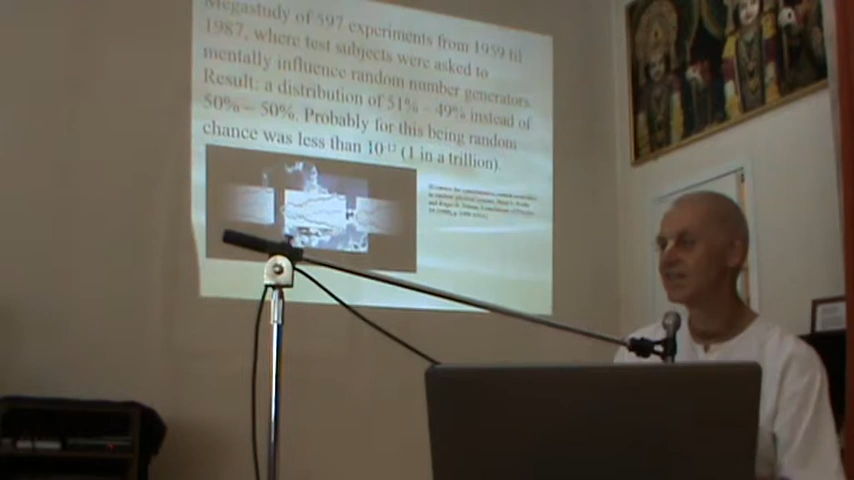 Megastudy of 597 experiments from 1959 til
1987, where test subjects were asked to
mentally influence random number generators.
Result: a distribution of 51% – 49% instead of
50% – 50%. Probably for this being random
chance was less than 10⁻¹² (1 in a trillion).